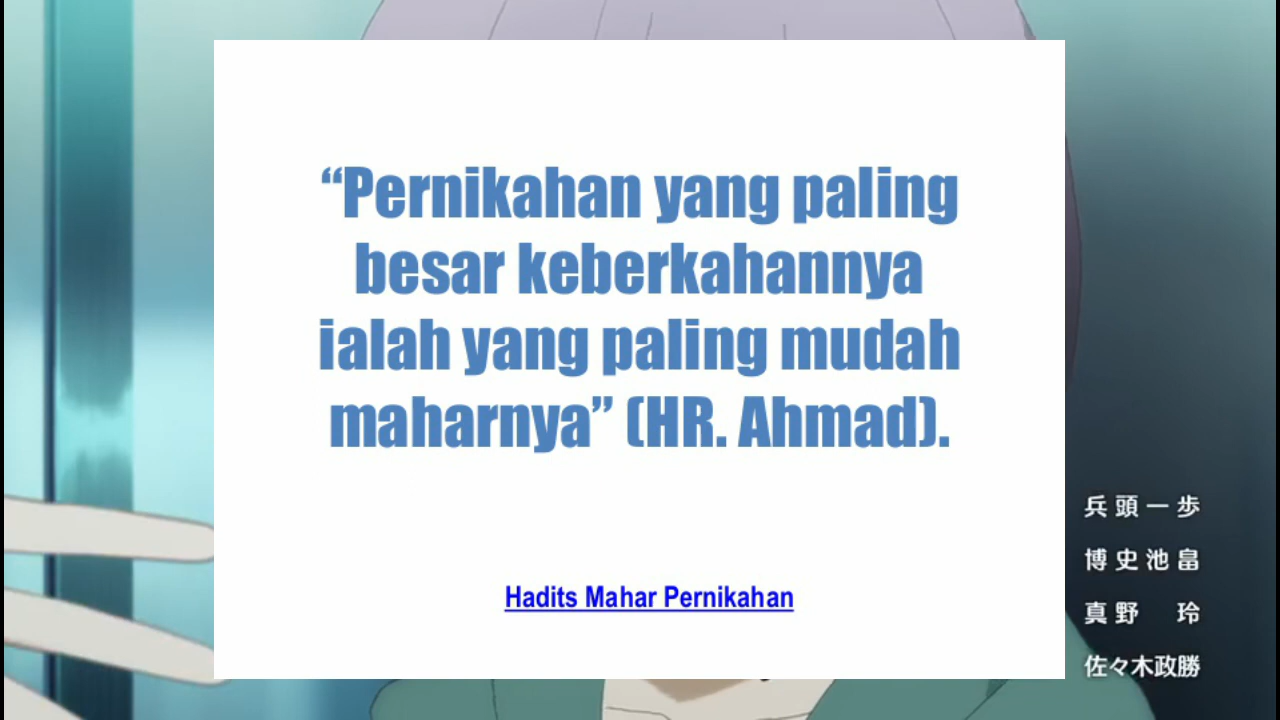 “Pernikahan yang paling
besar keberkahannya
ialah yang paling mudah
maharnya” (HR. Ahmad).
Hadits Mahar Pernikahan
兵頭一歩
博史池畠
真野 玲
佐々木政勝